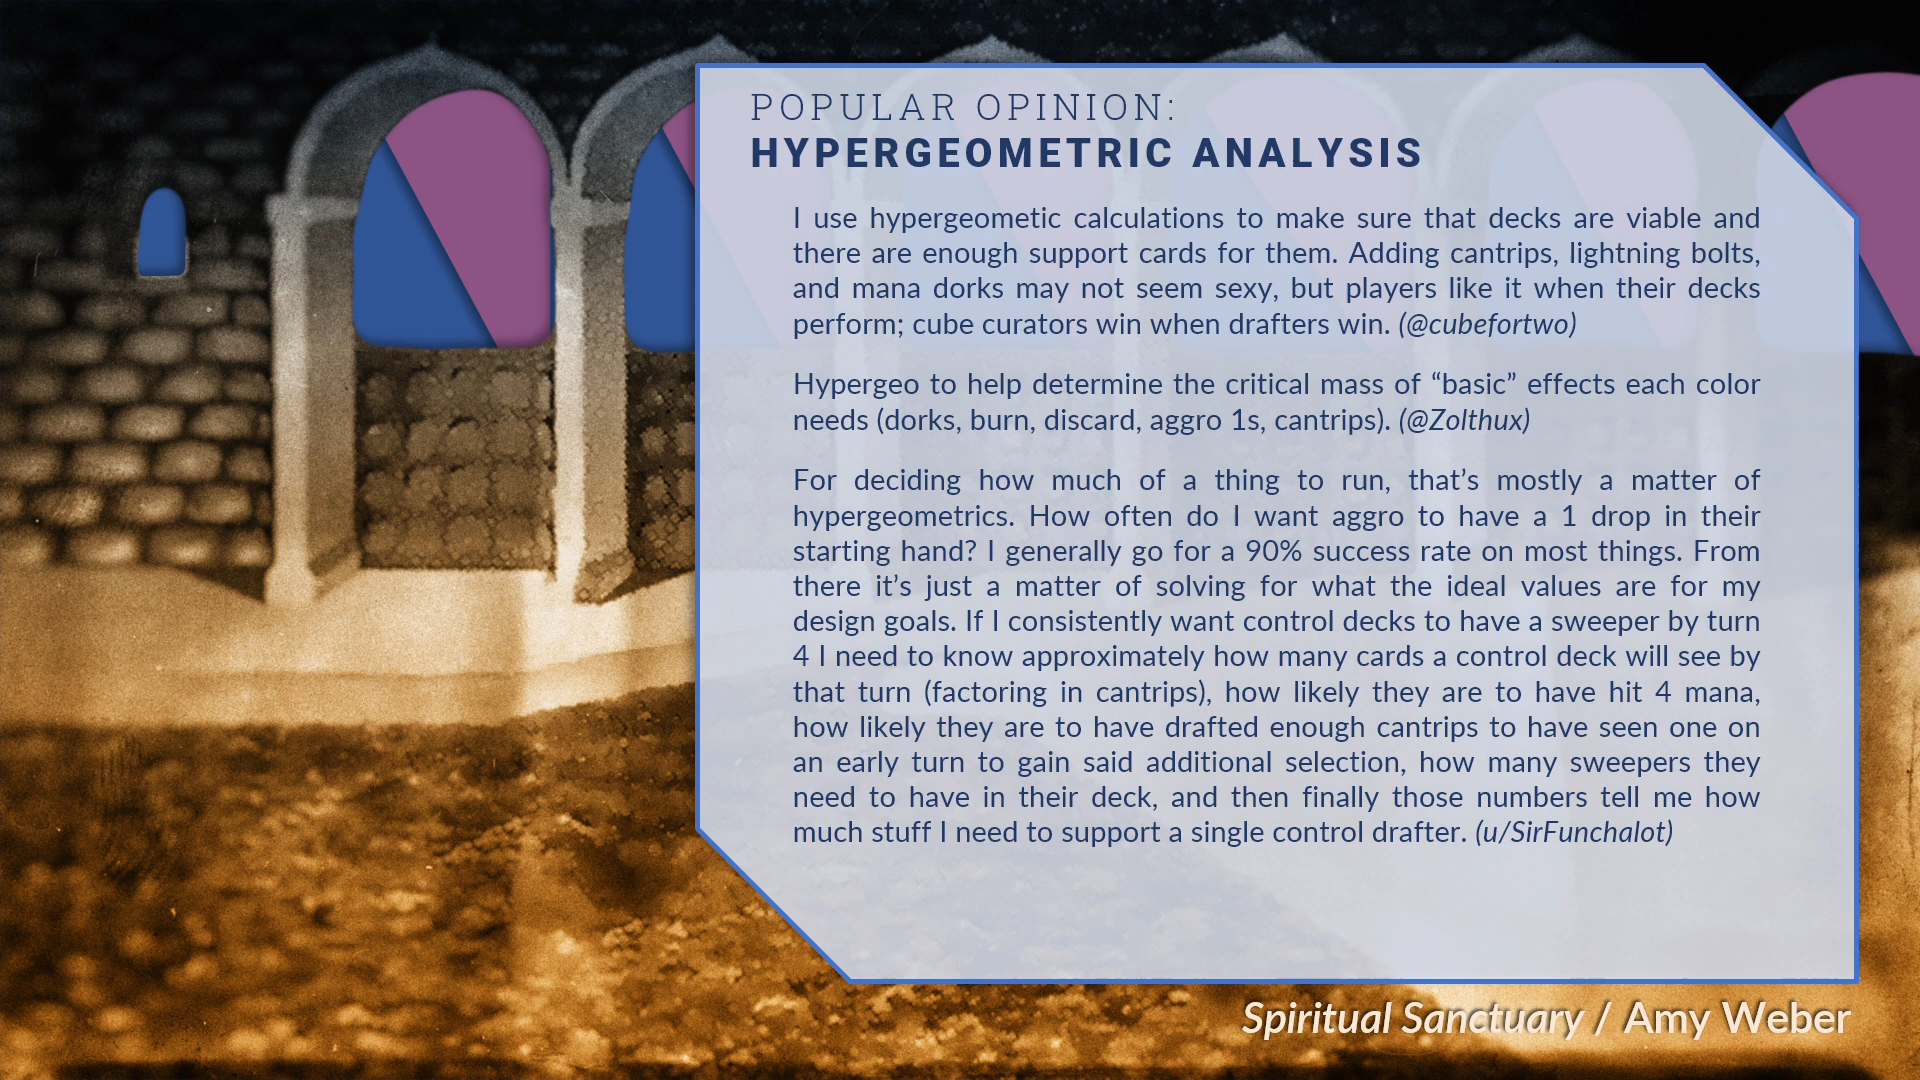 POPULAR OPINION:
HYPERGEOMETRIC ANALYSIS
I use hypergeometic calculations to make sure that decks are viable and
there are enough support cards for them. Adding cantrips, lightning bolts,
and mana dorks may not seem sexy, but players like it when their decks
perform; cube curators win when drafters win. (@cubefortwo)
Hypergeo to help determine the critical mass of “basic” effects each color
needs (dorks, burn, discard, aggro 1s, cantrips). (@Zolthux)
For deciding how much of a thing to run, that’s mostly a matter of
hypergeometrics. How often do I want aggro to have a 1 drop in their
starting hand? I generally go for a 90% success rate on most things. From
there it’s just a matter of solving for what the ideal values are for my
design goals. If I consistently want control decks to have a sweeper by turn
4 I need to know approximately how many cards a control deck will see by
that turn (factoring in cantrips), how likely they are to have hit 4 mana,
how likely they are to have drafted enough cantrips to have seen one on
an early turn to gain said additional selection, how many sweepers they
need to have in their deck, and then finally those numbers tell me how
much stuff I need to support a single control drafter. (u/SirFunchalot)
Spiritual Sanctuary / Amy Weber